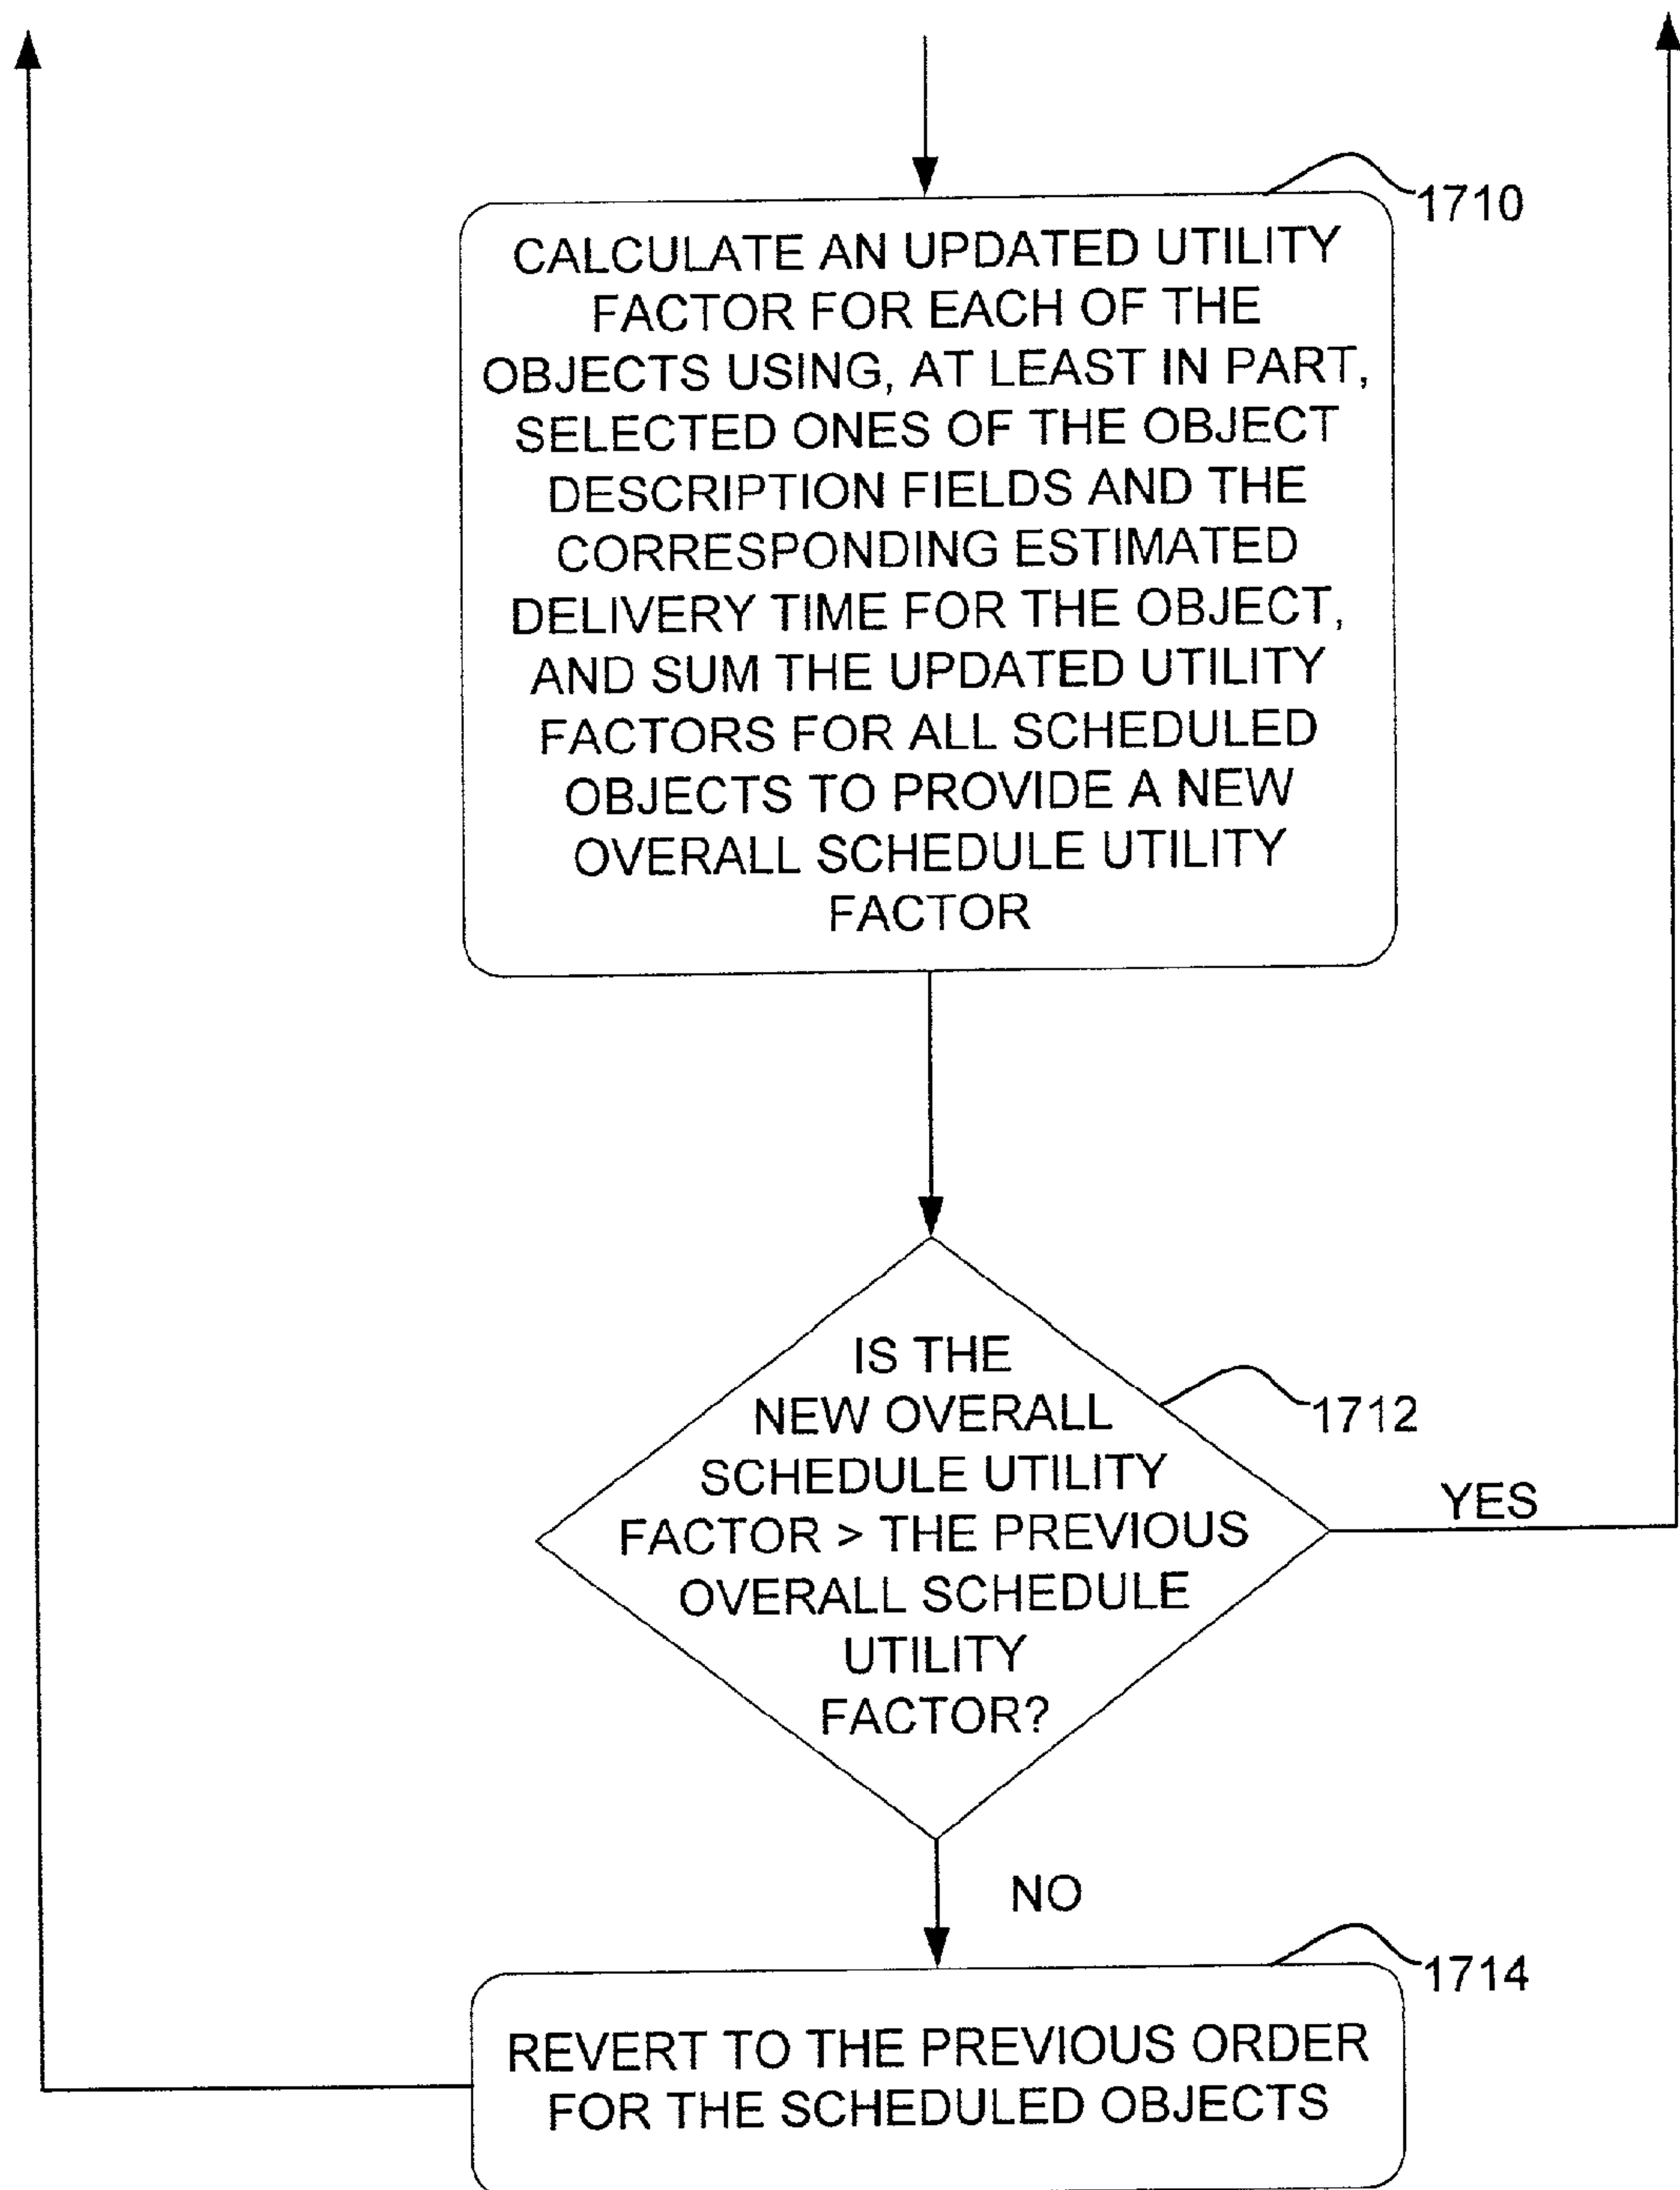 1710
CALCULATE AN UPDATED UTILITY
FACTOR FOR EACH OF THE
OBJECTS USING, AT LEAST IN PART,
SELECTED ONES OF THE OBJECT
DESCRIPTION FIELDS AND THE
CORRESPONDING ESTIMATED
DELIVERY TIME FOR THE OBJECT,
AND SUM THE UPDATED UTILITY
FACTORS FOR ALL SCHEDULED
OBJECTS TO PROVIDE A NEW
OVERALL SCHEDULE UTILITY
FACTOR
IS THE
NEW OVERALL
1712
SCHEDULE UTILITY
YES
FACTOR > THE PREVIOUS
OVERALL SCHEDULE
UTILITY
FACTOR?
NO
1714
REVERT TO THE PREVIOUS ORDER
FOR THE SCHEDULED OBJECTS